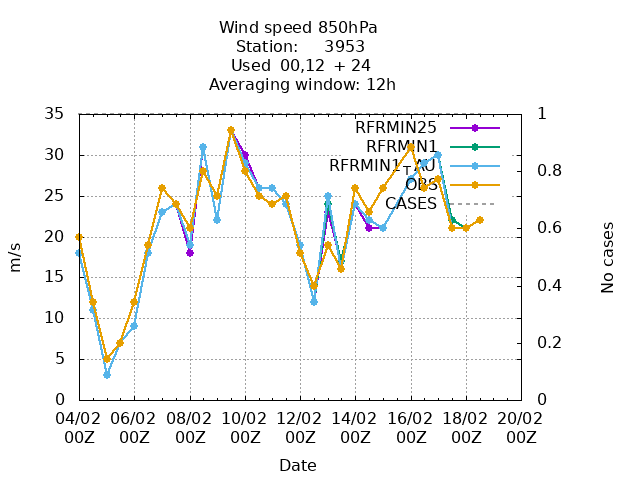 Wind speed 850hPa
Station: 3953
Used 00,12 + 24
Averaging window: 12h
35 1
RFRMIN25
RFRMIN1
30 RFRMIN1_AU
0.8
OBS
25 CASES
20 0.6
m/s
No cases
15
0.4
10
0.2
5
0 0
04/02 06/02 08/02 10/02 12/02 14/02 16/02 18/02 20/02
00Z 00Z 00Z 00Z 00Z 00Z 00Z 00Z 00Z
Date